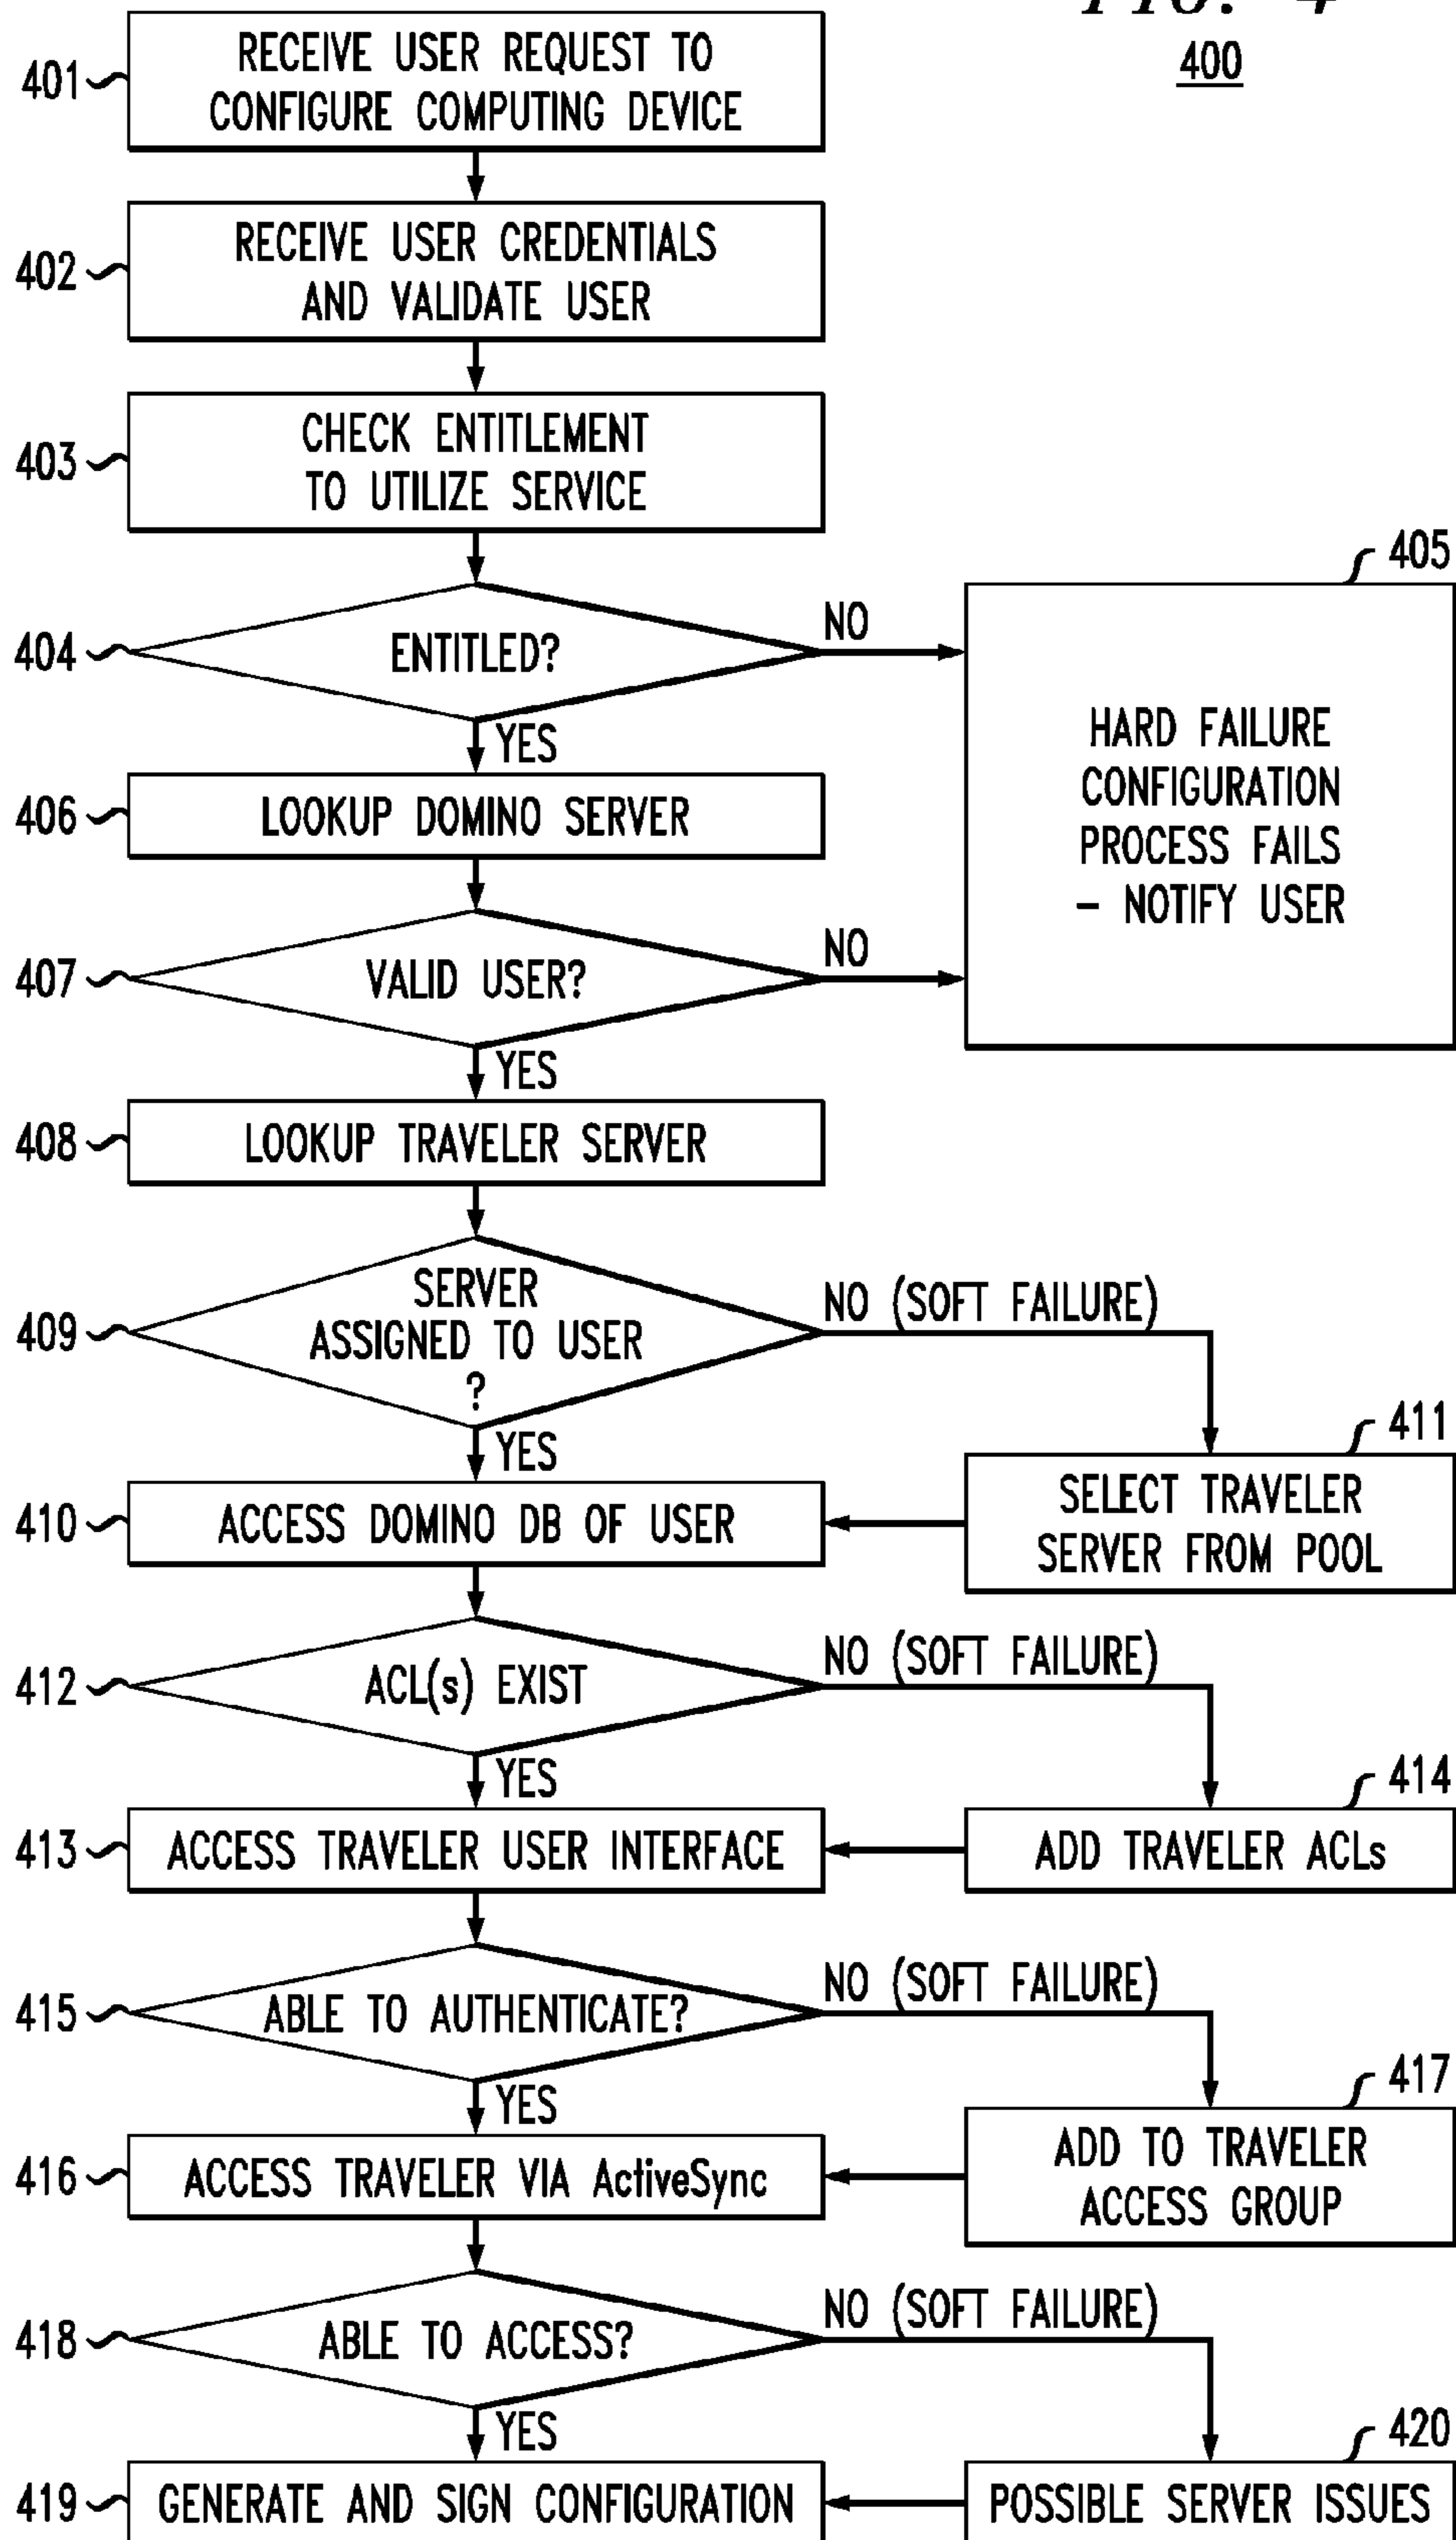 FIG. 4
400
401
RECEIVE USER REQUEST TO
CONFIGURE COMPUTING DEVICE
402
RECEIVE USER CREDENTIALS
AND VALIDATE USER
403
CHECK ENTITLEMENT
TO UTILIZE SERVICE
404
ENTITLED?
NO
YES
405
HARD FAILURE
CONFIGURATION
PROCESS FAILS
- NOTIFY USER
406
LOOKUP DOMINO SERVER
407
VALID USER?
NO
YES
408
LOOKUP TRAVELER SERVER
409
SERVER
ASSIGNED TO USER
?
NO (SOFT FAILURE)
YES
411
SELECT TRAVELER
SERVER FROM POOL
410
ACCESS DOMINO DB OF USER
412
ACL(s) EXIST
NO (SOFT FAILURE)
YES
414
ADD TRAVELER ACLs
413
ACCESS TRAVELER USER INTERFACE
415
ABLE TO AUTHENTICATE?
NO (SOFT FAILURE)
YES
417
ADD TO TRAVELER
ACCESS GROUP
416
ACCESS TRAVELER VIA ActiveSync
418
ABLE TO ACCESS?
NO (SOFT FAILURE)
YES
420
POSSIBLE SERVER ISSUES
419
GENERATE AND SIGN CONFIGURATION